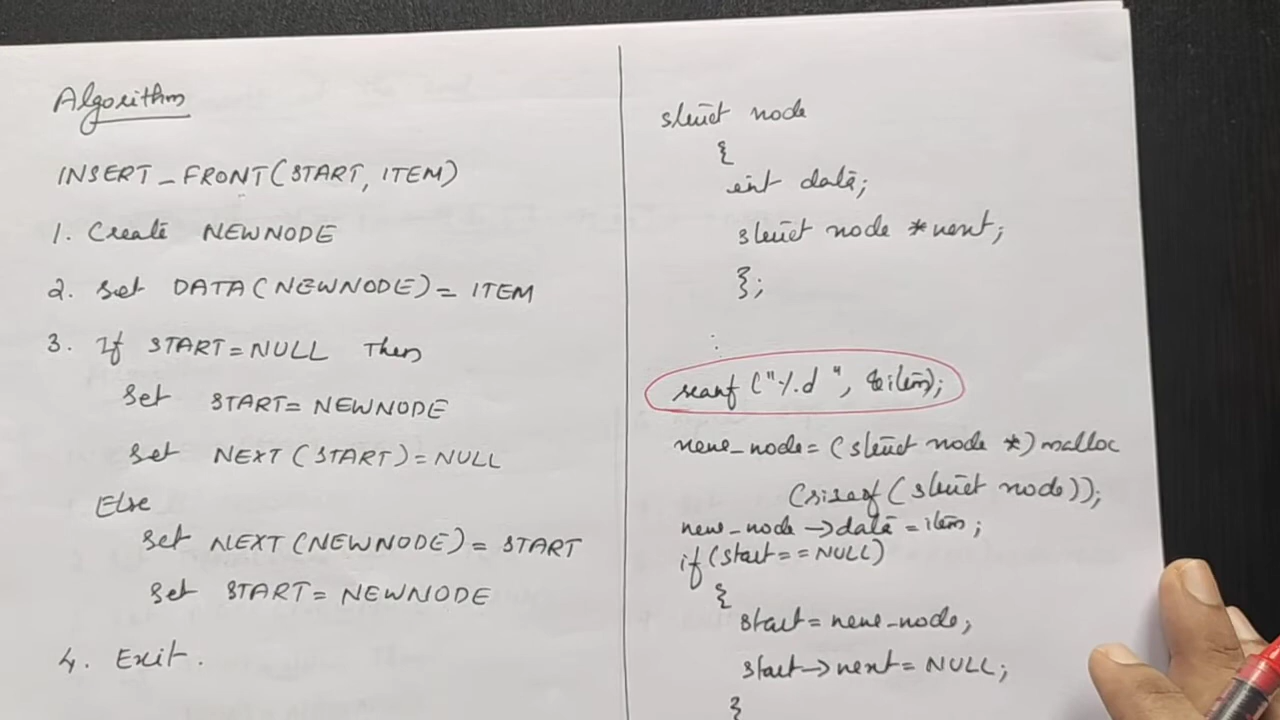 Algorithm
INSERT_FRONT(START, ITEM)
1. Create NEWNODE
2. Set DATA(NEWNODE) = ITEM
3. If START = NULL Then
Set START = NEWNODE
Set NEXT (START) = NULL
Else
Set NEXT (NEWNODE) = START
Set START = NEWNODE
4. Exit.
struct node
{
int data;
struct node *next;
};
:
scanf ("%d", &item);
new_node = (struct node *) malloc
(sizeof (struct node));
new_node -> data = item;
if (start == NULL)
{
start = new_node;
start -> next = NULL;
}